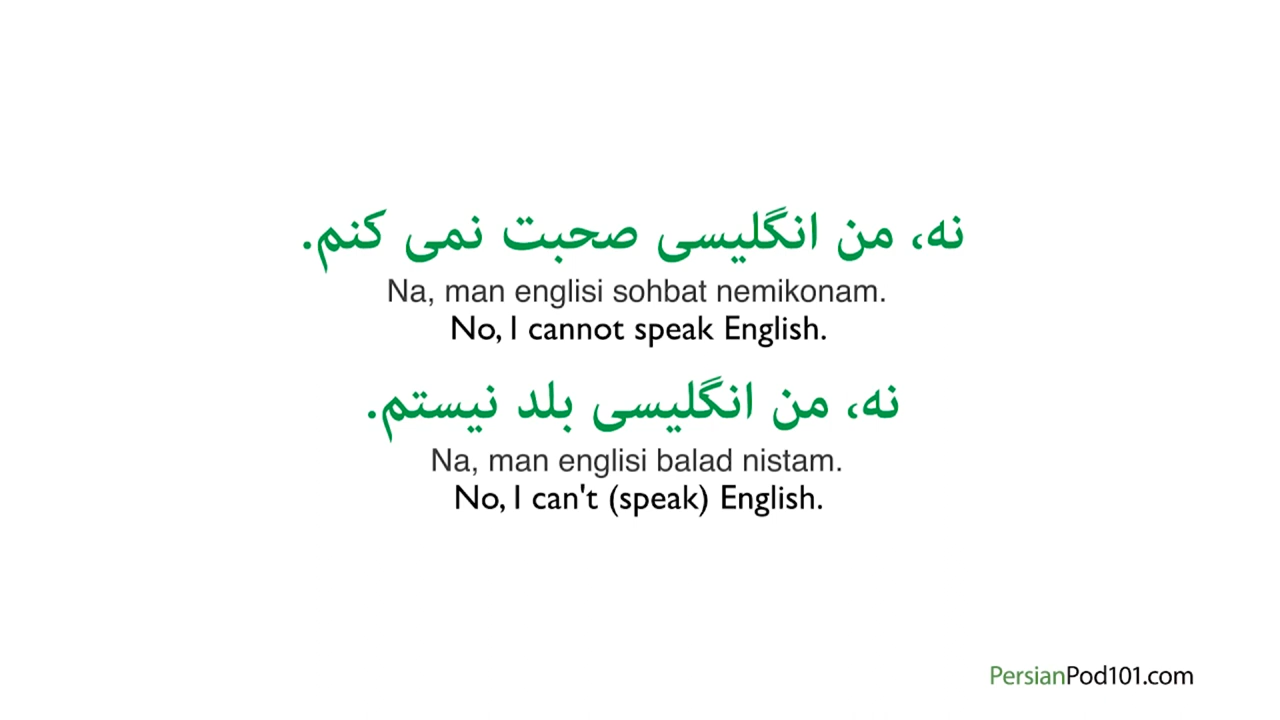 نه، من انگلیسی صحبت نمی کنم.
Na, man englisi sohbat nemikonam.
No, I cannot speak English.
نه، من انگلیسی بلد نیستم.
Na, man englisi balad nistam.
No, I can't (speak) English.
PersianPod101.com